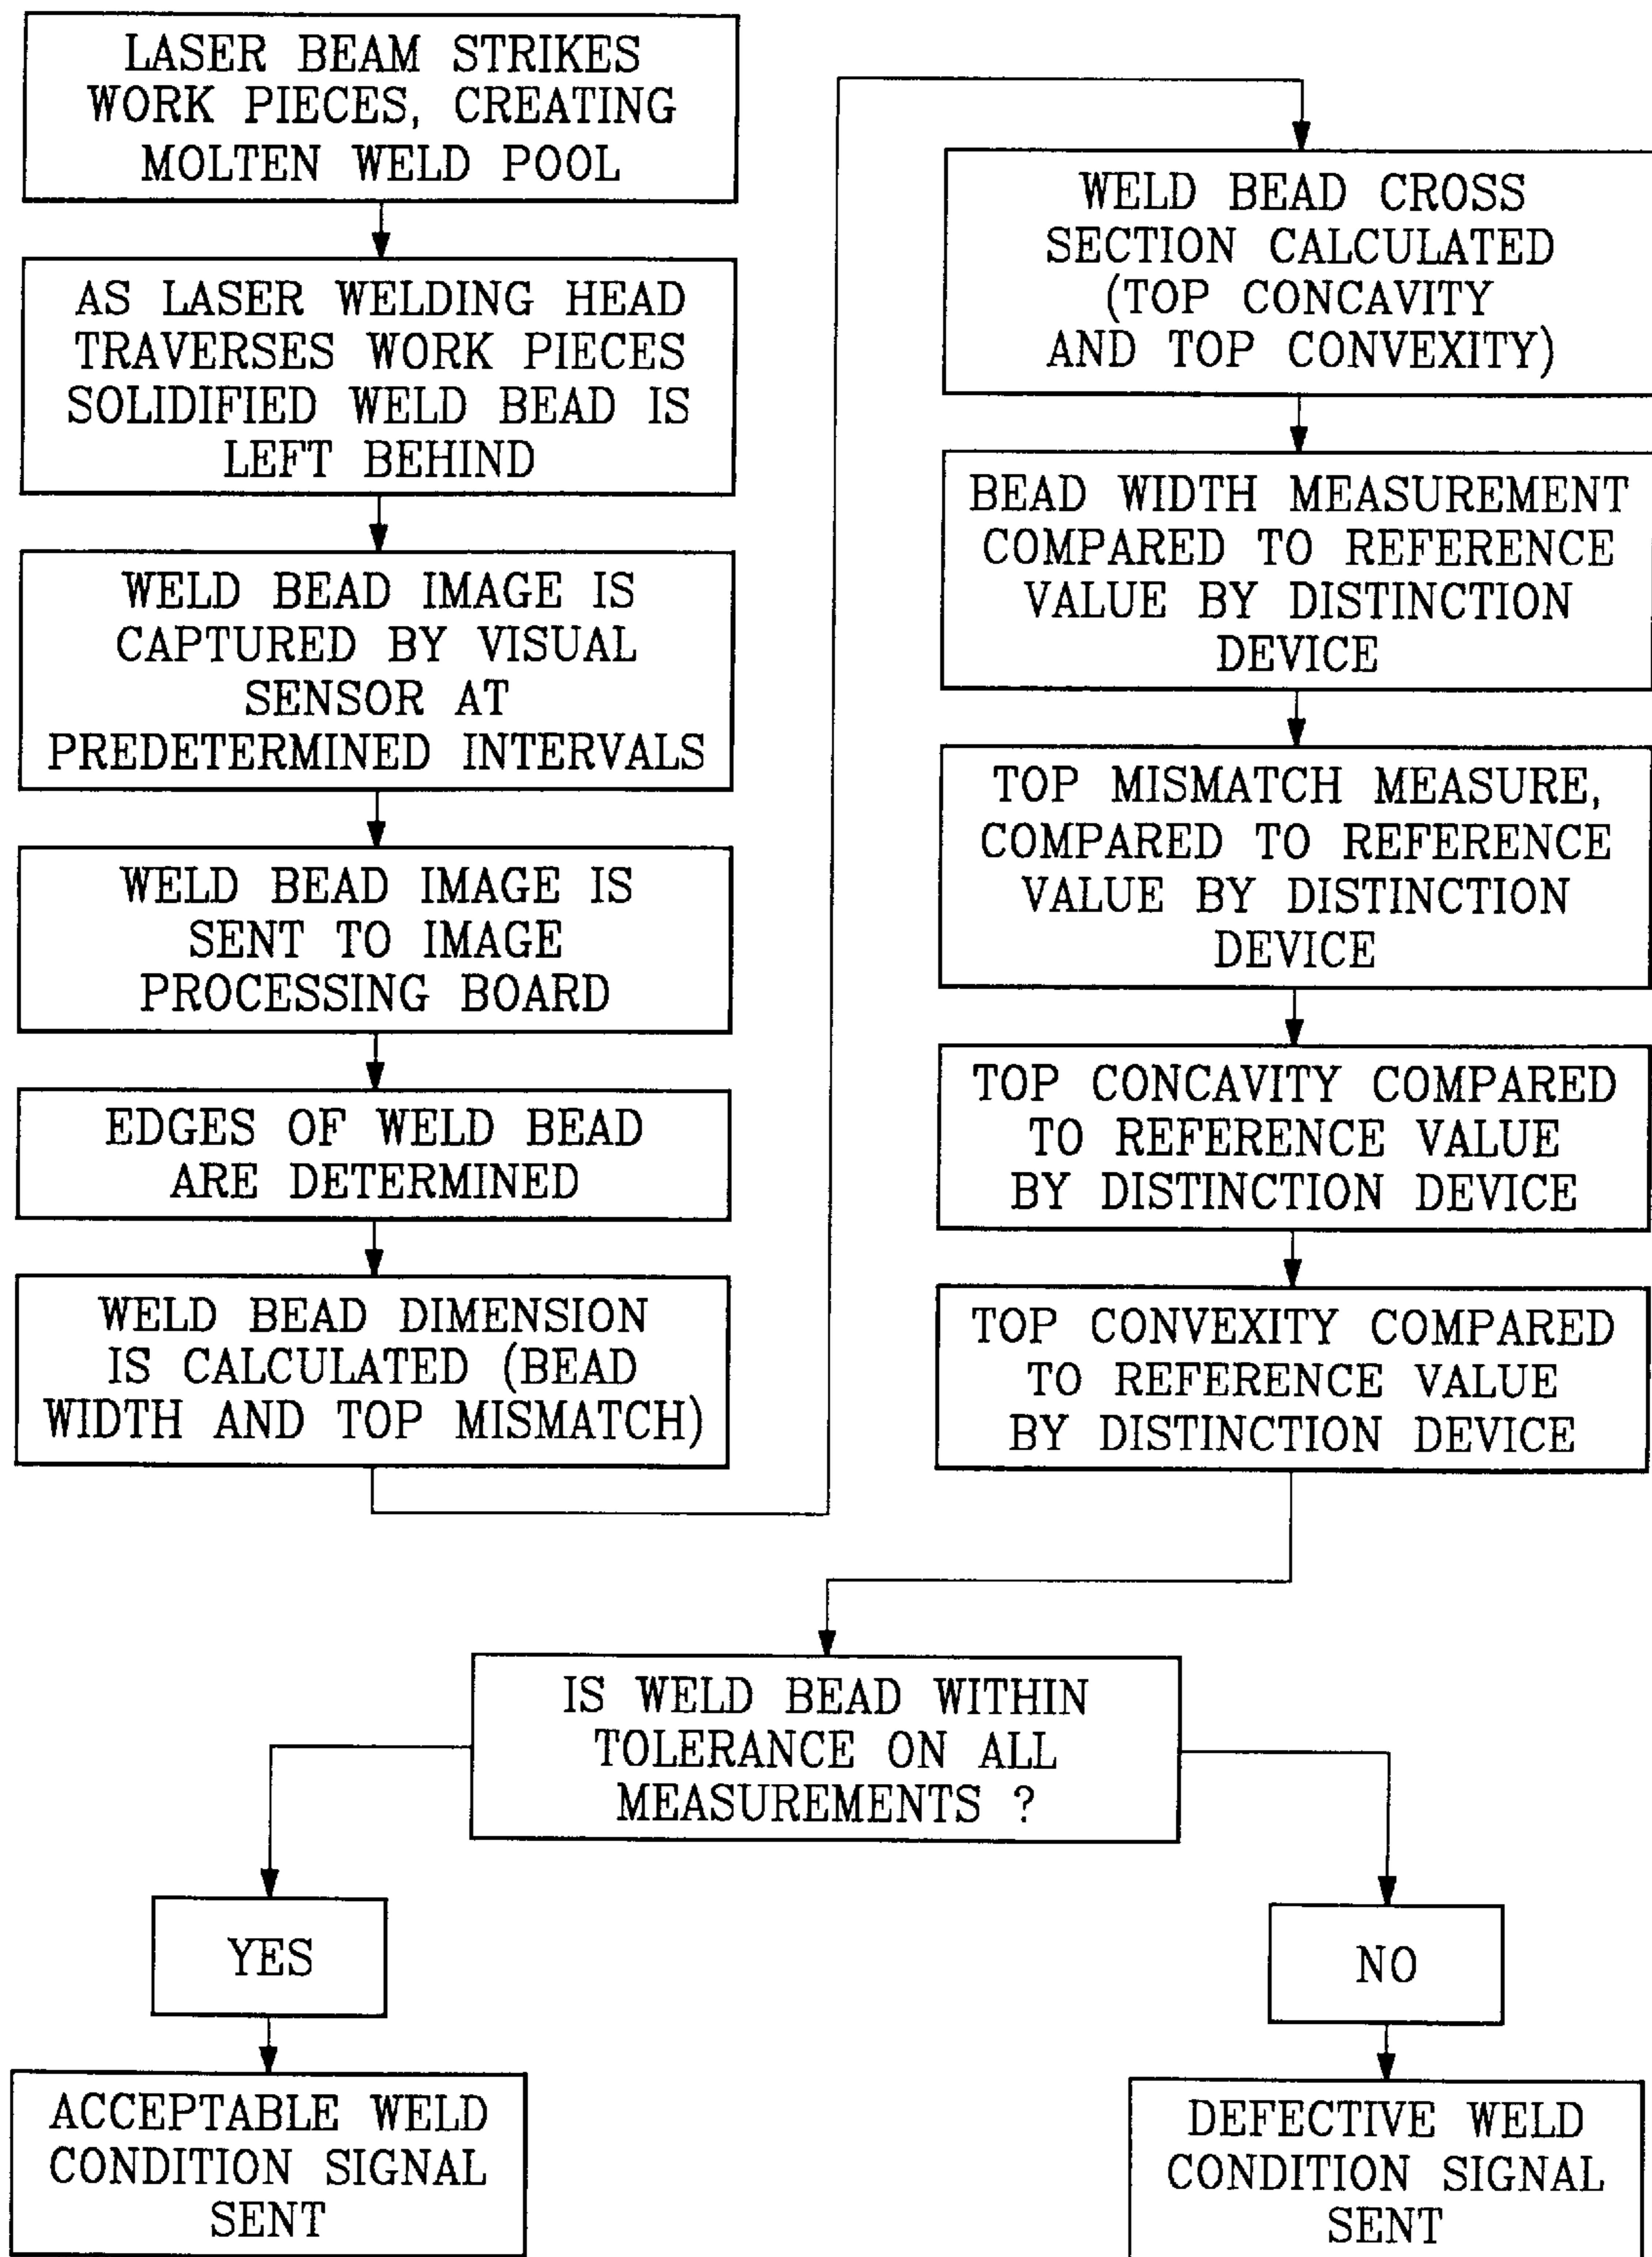 LASER BEAM STRIKES
WORK PIECES, CREATING
MOLTEN WELD POOL
AS LASER WELDING HEAD
TRAVERSES WORK PIECES
SOLIDIFIED WELD BEAD IS
LEFT BEHIND
WELD BEAD IMAGE IS
CAPTURED BY VISUAL
SENSOR AT
PREDETERMINED INTERVALS
WELD BEAD IMAGE IS
SENT TO IMAGE
PROCESSING BOARD
EDGES OF WELD BEAD
ARE DETERMINED
WELD BEAD DIMENSION
IS CALCULATED (BEAD
WIDTH AND TOP MISMATCH)
WELD BEAD CROSS
SECTION CALCULATED
(TOP CONCAVITY
AND TOP CONVEXITY)
BEAD WIDTH MEASUREMENT
COMPARED TO REFERENCE
VALUE BY DISTINCTION
DEVICE
TOP MISMATCH MEASURE,
COMPARED TO REFERENCE
VALUE BY DISTINCTION
DEVICE
TOP CONCAVITY COMPARED
TO REFERENCE VALUE
BY DISTINCTION DEVICE
TOP CONVEXITY COMPARED
TO REFERENCE VALUE
BY DISTINCTION DEVICE
IS WELD BEAD WITHIN
TOLERANCE ON ALL
MEASUREMENTS ?
YES
NO
ACCEPTABLE WELD
CONDITION SIGNAL
SENT
DEFECTIVE WELD
CONDITION SIGNAL
SENT